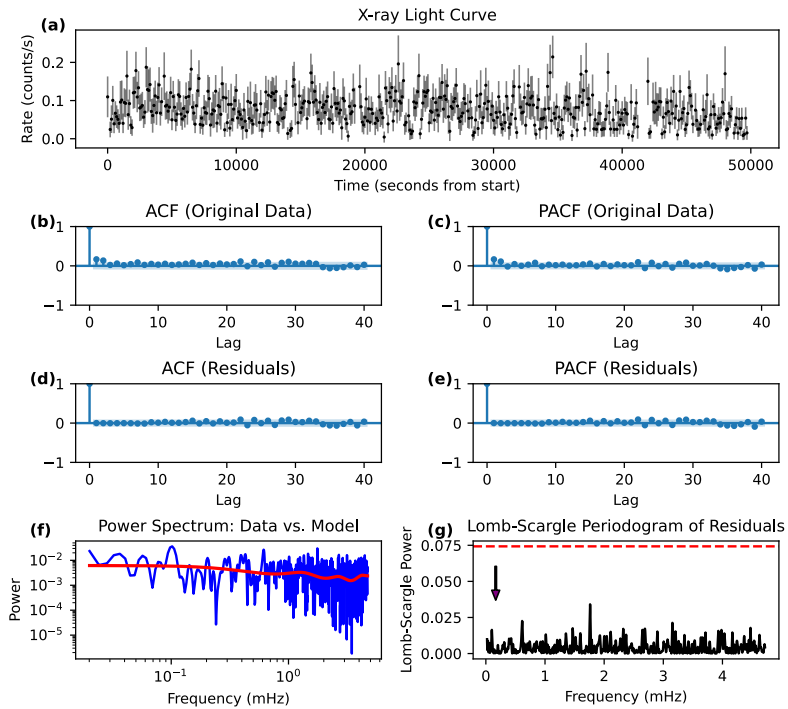 (a)
X-ray Light Curve
Rate (counts/s)
0.2
0.1
0.0
0 10000 20000 30000 40000 50000
Time (seconds from start)
(b)
ACF (Original Data)
1
0
−1
0 10 20 30 40
Lag
(c)
PACF (Original Data)
1
0
−1
0 10 20 30 40
Lag
(d)
ACF (Residuals)
1
0
−1
0 10 20 30 40
Lag
(e)
PACF (Residuals)
1
0
−1
0 10 20 30 40
Lag
(f)
Power Spectrum: Data vs. Model
Power
10⁻²
10⁻³
10⁻⁴
10⁻⁵
10⁻¹ 10⁰
Frequency (mHz)
(g)
Lomb-Scargle Periodogram of Residuals
Lomb-Scargle Power
0.075
0.050
0.025
0.000
0 1 2 3 4
Frequency (mHz)